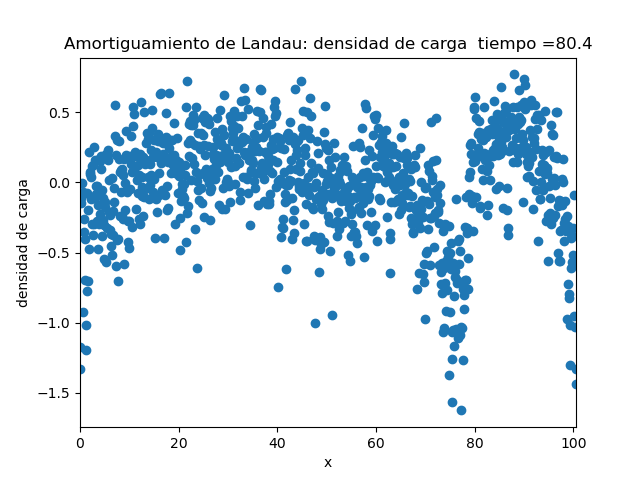 Amortiguamiento de Landau: densidad de carga  tiempo =80.4
densidad de carga
0.5
0.0
−0.5
−1.0
−1.5
0 20 40 60 80 100
x